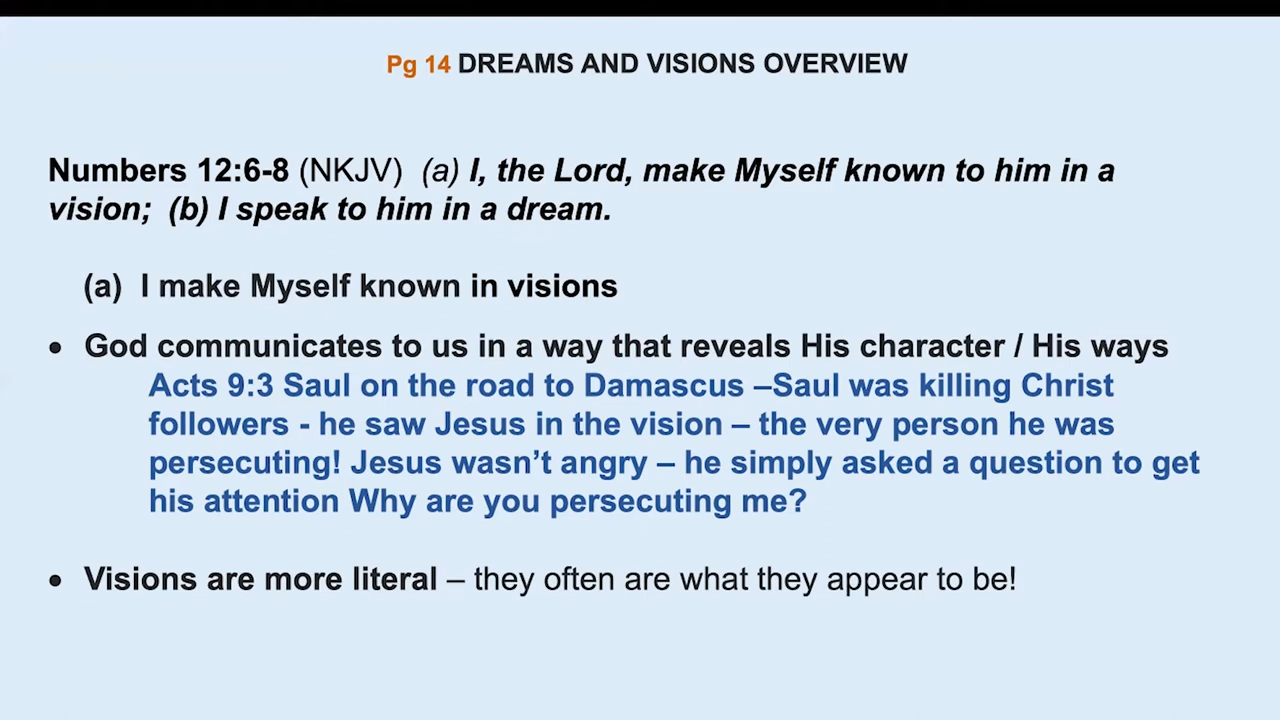 Pg 14 DREAMS AND VISIONS OVERVIEW
Numbers 12:6-8 (NKJV) (a) I, the Lord, make Myself known to him in a
vision; (b) I speak to him in a dream.
(a) I make Myself known in visions
• God communicates to us in a way that reveals His character / His ways
Acts 9:3 Saul on the road to Damascus –Saul was killing Christ
followers - he saw Jesus in the vision – the very person he was
persecuting! Jesus wasn’t angry – he simply asked a question to get
his attention Why are you persecuting me?
• Visions are more literal – they often are what they appear to be!